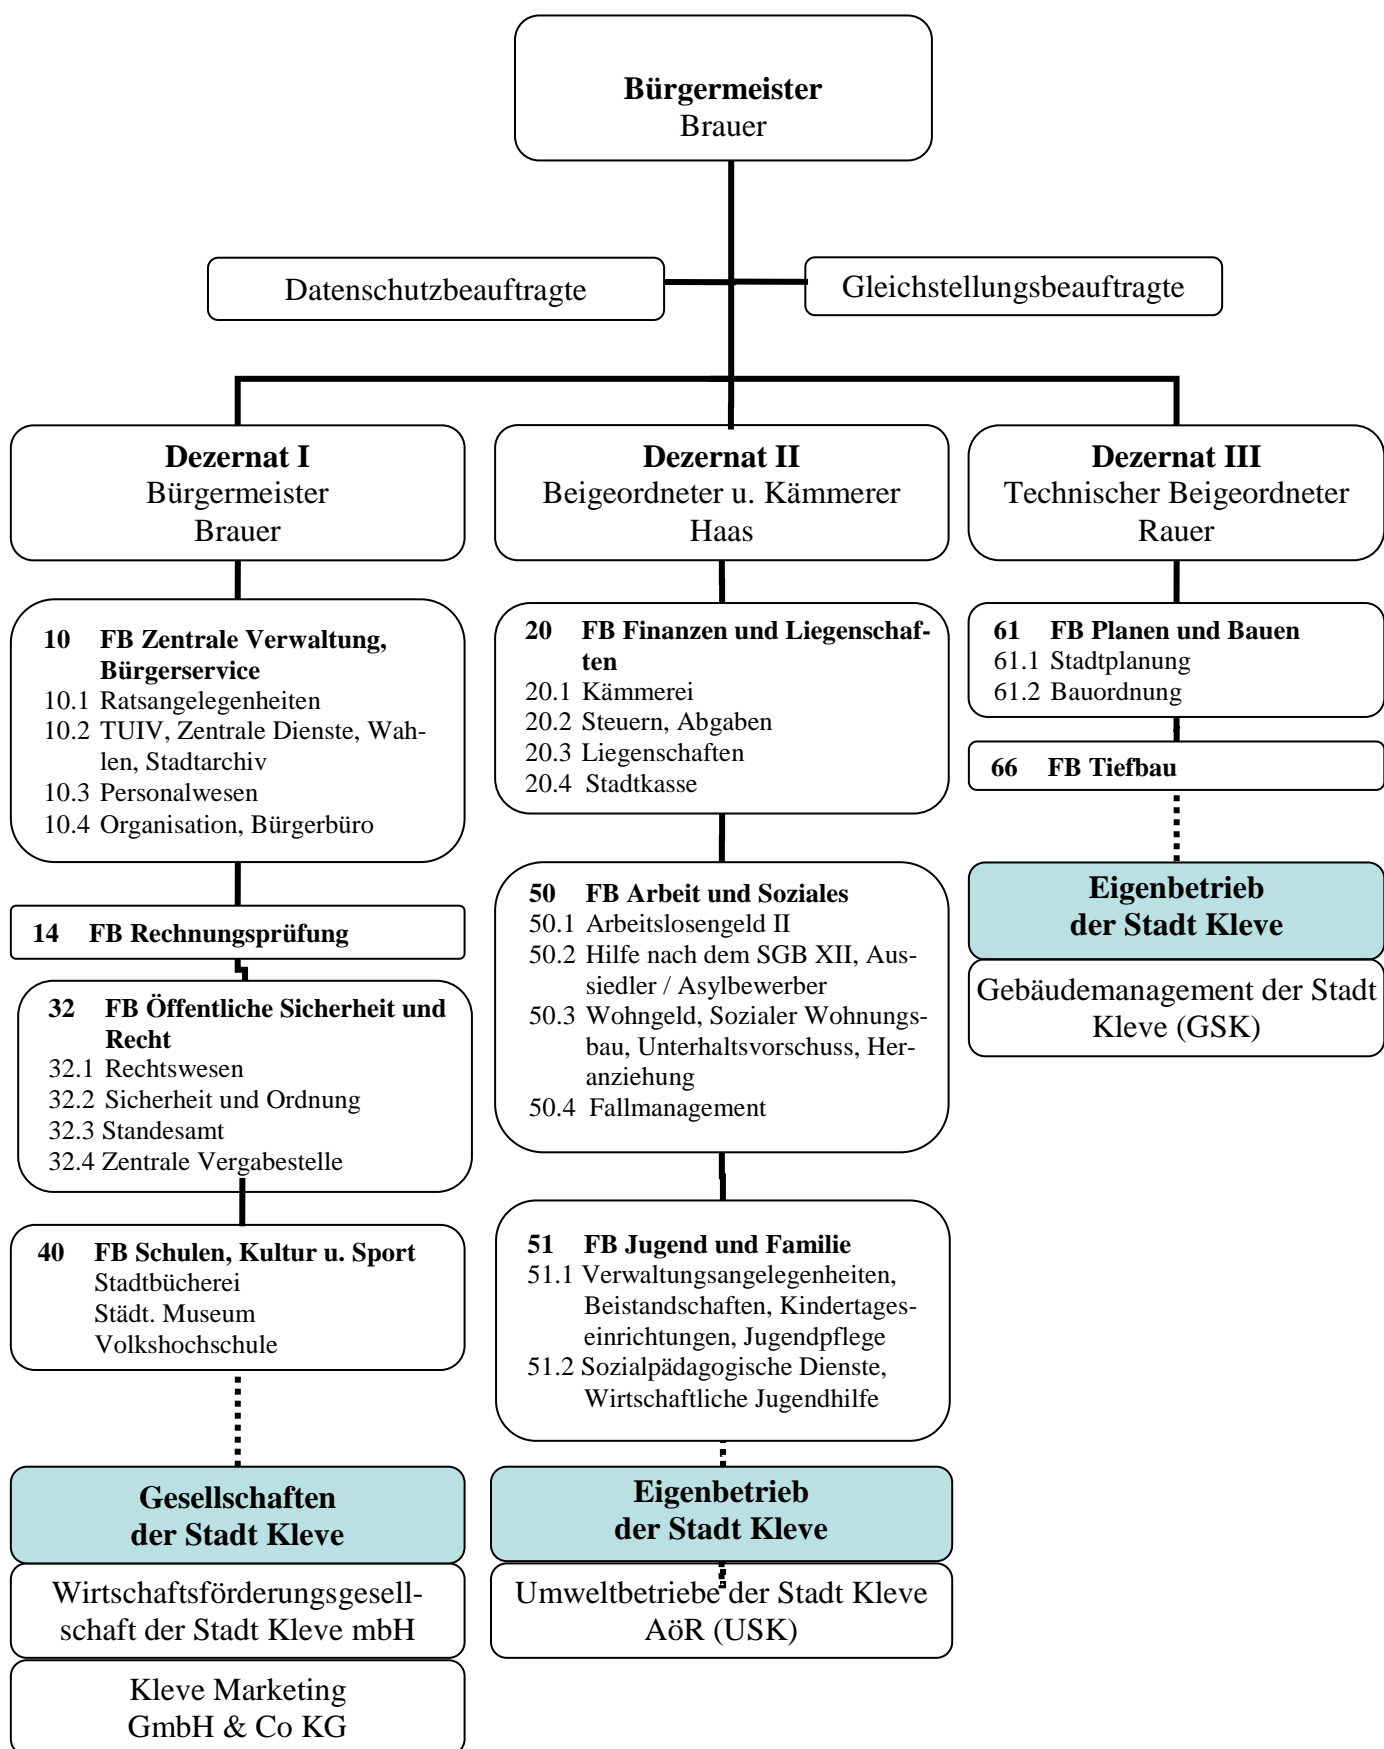 Bürgermeister
Brauer
Datenschutzbeauftragte
Gleichstellungsbeauftragte
Dezernat I
Bürgermeister
Brauer
10 FB Zentrale Verwaltung,
Bürgerservice
10.1 Ratsangelegenheiten
10.2 TUIV, Zentrale Dienste, Wah-
len, Stadtarchiv
10.3 Personalwesen
10.4 Organisation, Bürgerbüro
14 FB Rechnungsprüfung
32 FB Öffentliche Sicherheit und
Recht
32.1 Rechtswesen
32.2 Sicherheit und Ordnung
32.3 Standesamt
32.4 Zentrale Vergabestelle
40 FB Schulen, Kultur u. Sport
Stadtbücherei
Städt. Museum
Volkshochschule
Gesellschaften
der Stadt Kleve
Wirtschaftsförderungsgesell-
schaft der Stadt Kleve mbH
Kleve Marketing
GmbH & Co KG
Dezernat II
Beigeordneter u. Kämmerer
Haas
20 FB Finanzen und Liegenschaf-
ten
20.1 Kämmerei
20.2 Steuern, Abgaben
20.3 Liegenschaften
20.4 Stadtkasse
50 FB Arbeit und Soziales
50.1 Arbeitslosengeld II
50.2 Hilfe nach dem SGB XII, Aus-
siedler / Asylbewerber
50.3 Wohngeld, Sozialer Wohnungs-
bau, Unterhaltsvorschuss, Her-
anziehung
50.4 Fallmanagement
51 FB Jugend und Familie
51.1 Verwaltungsangelegenheiten,
Beistandschaften, Kindertages-
einrichtungen, Jugendpflege
51.2 Sozialpädagogische Dienste,
Wirtschaftliche Jugendhilfe
Eigenbetrieb
der Stadt Kleve
Umweltbetriebe der Stadt Kleve
AöR (USK)
Dezernat III
Technischer Beigeordneter
Rauer
61 FB Planen und Bauen
61.1 Stadtplanung
61.2 Bauordnung
66 FB Tiefbau
Eigenbetrieb
der Stadt Kleve
Gebäudemanagement der Stadt
Kleve (GSK)